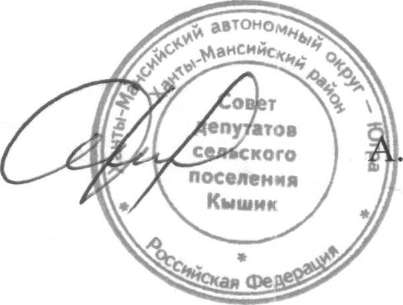 Ханты-Мансийский автономный округ – Югра
Ханты-Мансийский район
Совет
депутатов
сельского
поселения
Кышик
* Российская Федерация *
*
А.